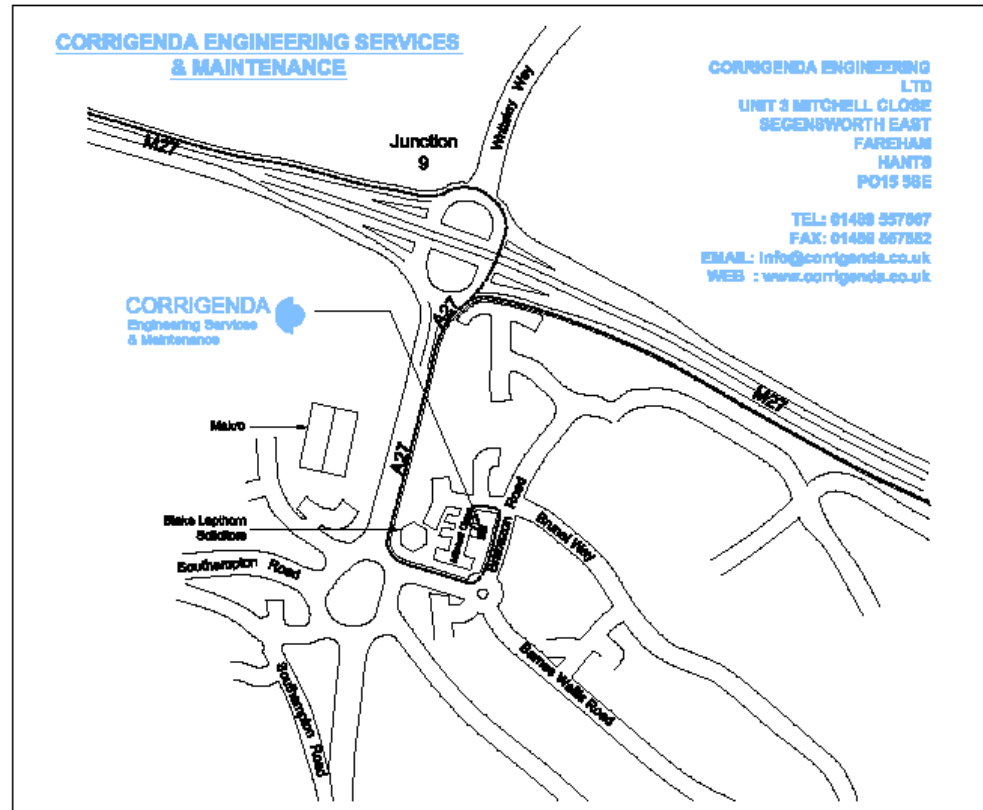 CORRIGENDA ENGINEERING SERVICES
& MAINTENANCE
CORRIGENDA ENGINEERING
LTD
UNIT 3 MITCHELL CLOSE
SEGENSWORTH EAST
FAREHAM
HANTS
PO15 5SE
TEL:
FAX:
EMAIL: info@corrigenda.co.uk
WEB : www.corrigenda.co.uk
Whiteley Way
Junction
9
M27
CORRIGENDA
Engineering Services
& Maintenance
A27
M27
Makro
A27
Blake Lapthorn
Solicitors
Road
Brunel Way
Southampton Road
Barnes Wallis Road
Southampton Road